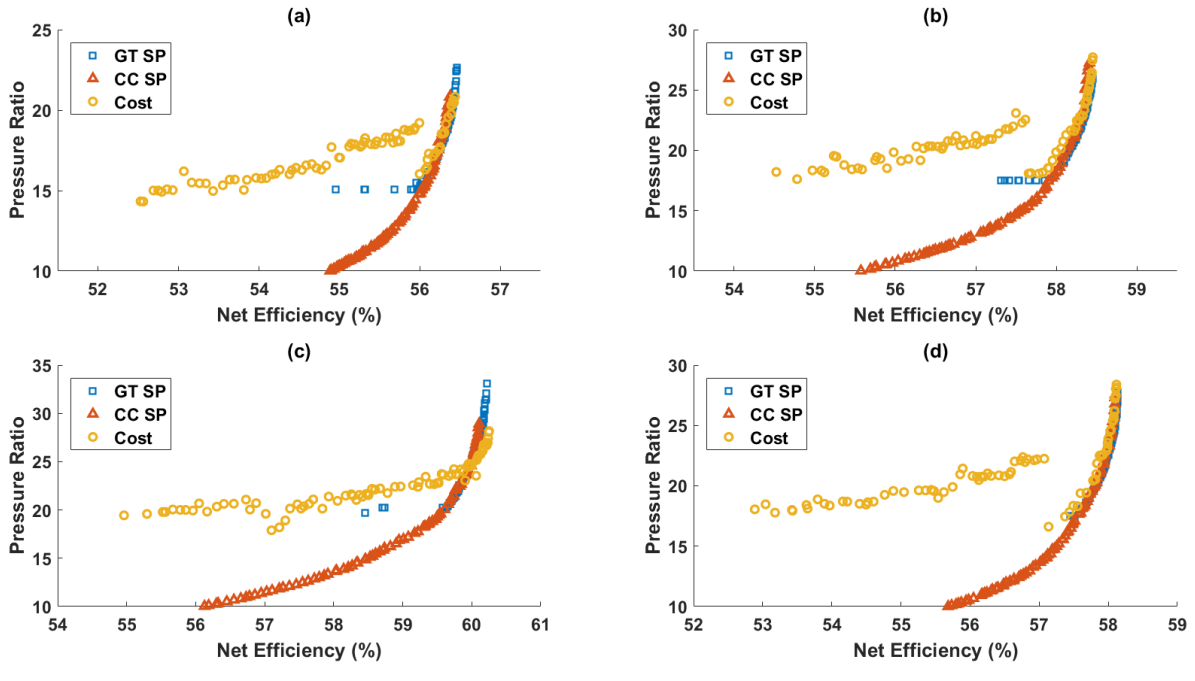 (a)
25
20
15
10
Pressure Ratio
GT SP
CC SP
Cost
52
53
54
55
56
57
Net Efficiency (%)
(b)
30
25
20
15
10
Pressure Ratio
GT SP
CC SP
Cost
54
55
56
57
58
59
Net Efficiency (%)
(c)
35
30
25
20
15
10
Pressure Ratio
GT SP
CC SP
Cost
54
55
56
57
58
59
60
61
Net Efficiency (%)
(d)
30
25
20
15
10
Pressure Ratio
GT SP
CC SP
Cost
52
53
54
55
56
57
58
59
Net Efficiency (%)